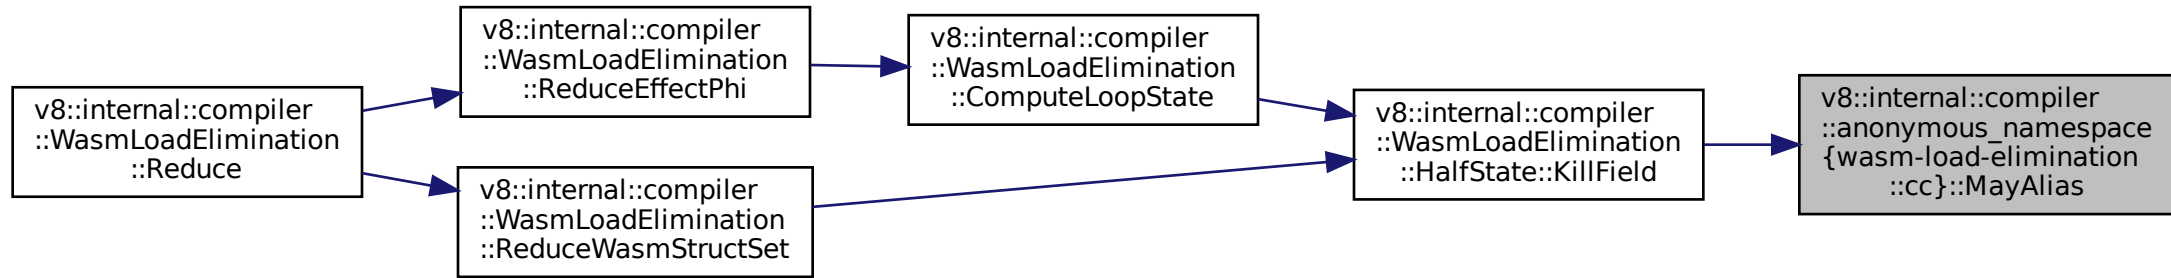 v8::internal::compiler
::WasmLoadElimination
::Reduce
v8::internal::compiler
::WasmLoadElimination
::ReduceEffectPhi
v8::internal::compiler
::WasmLoadElimination
::ReduceWasmStructSet
v8::internal::compiler
::WasmLoadElimination
::ComputeLoopState
v8::internal::compiler
::WasmLoadElimination
::HalfState::KillField
v8::internal::compiler
::anonymous_namespace
{wasm-load-elimination
::cc}::MayAlias